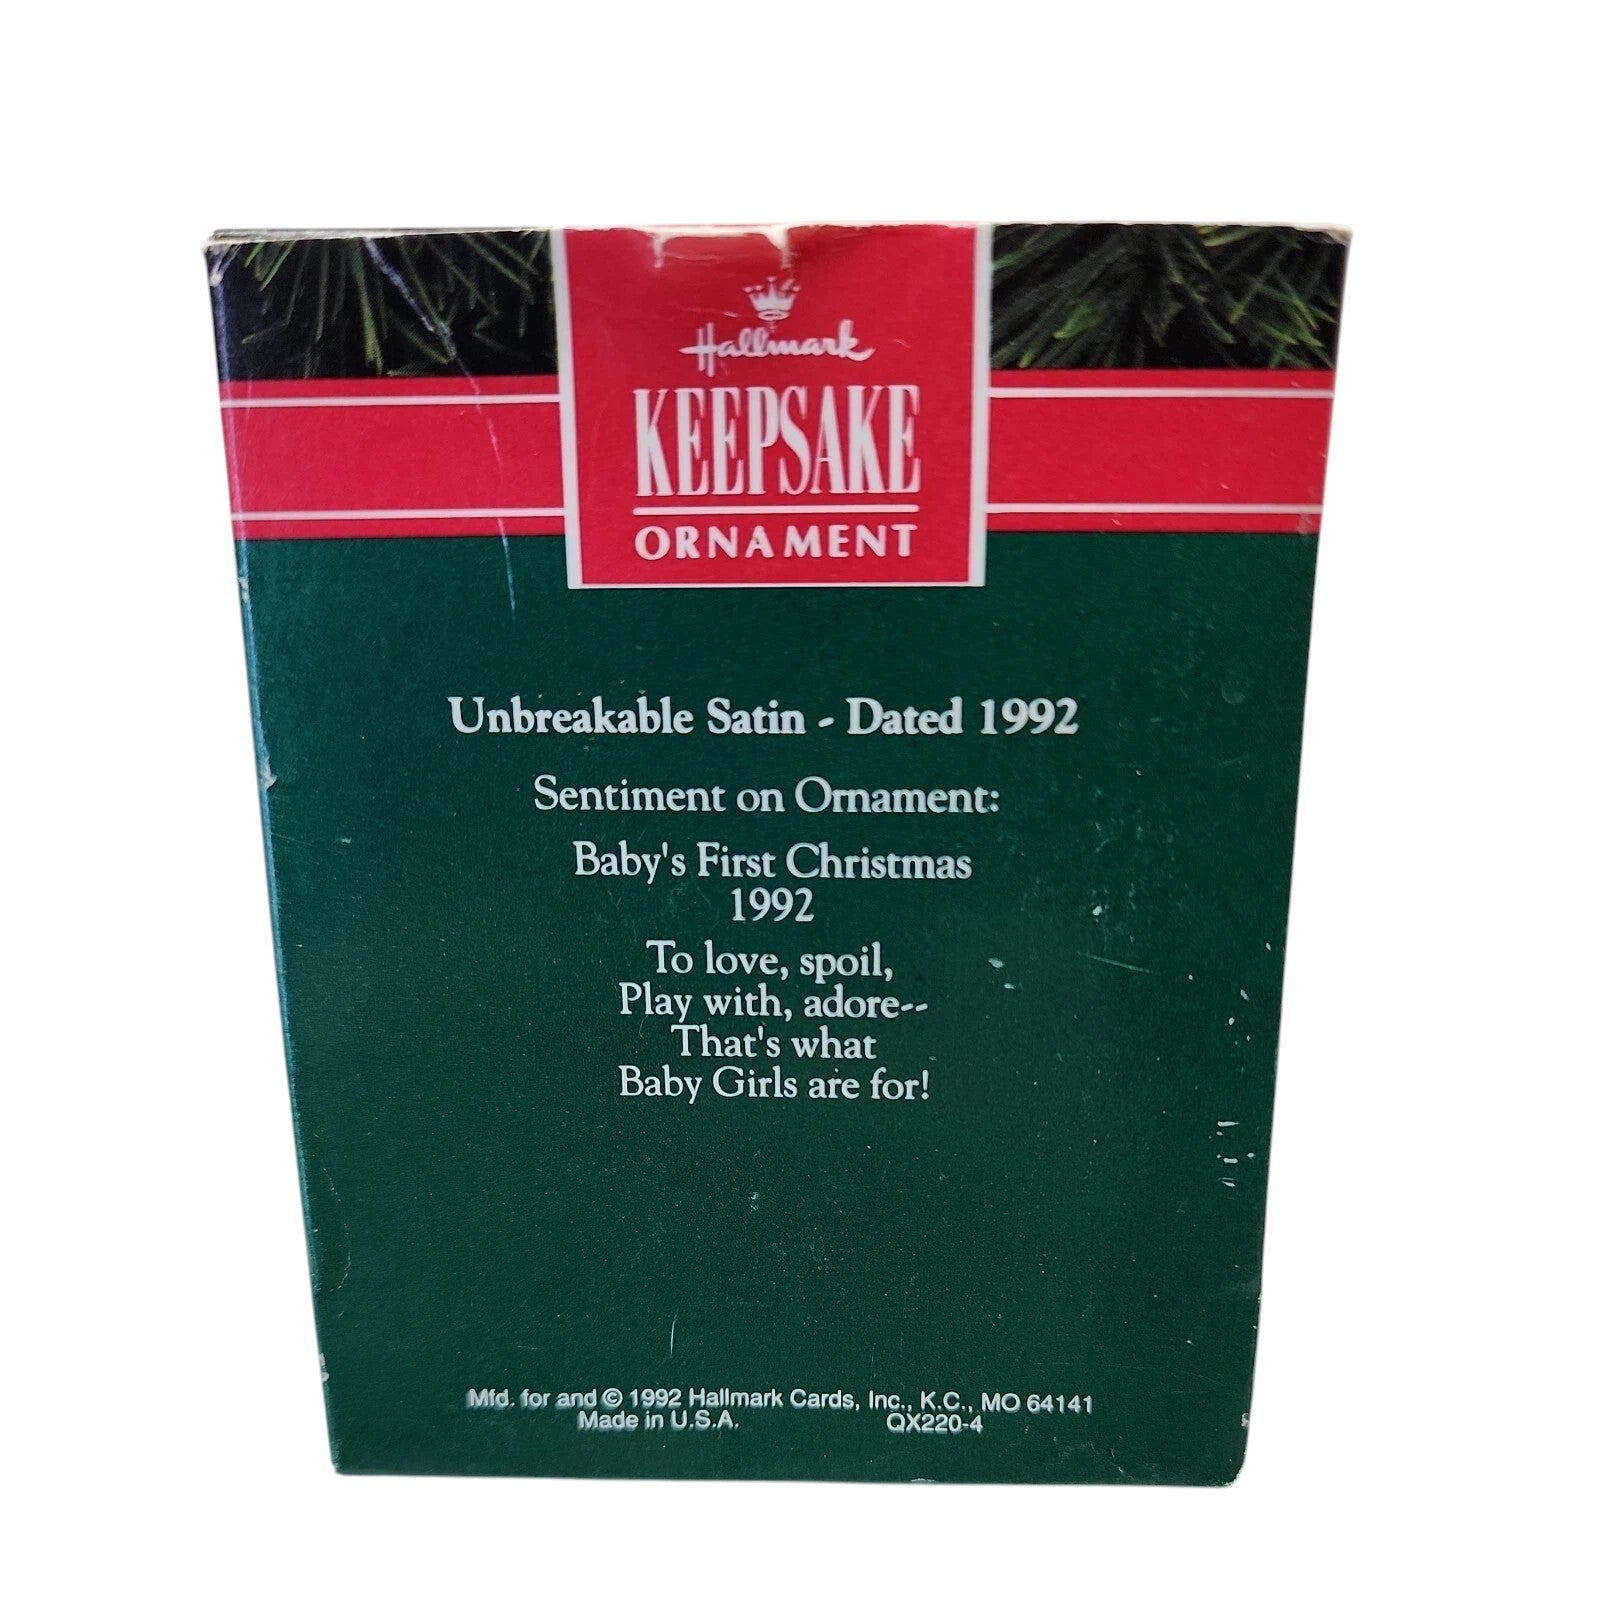 Hallmark
KEEPSAKE
ORNAMENT
Unbreakable Satin - Dated 1992
Sentiment on Ornament:
Baby's First Christmas
1992
To love, spoil,
Play with, adore--
That's what
Baby Girls are for!
Mfd. for and © 1992 Hallmark Cards, Inc., K.C., MO 64141
Made in U.S.A. QX220-4